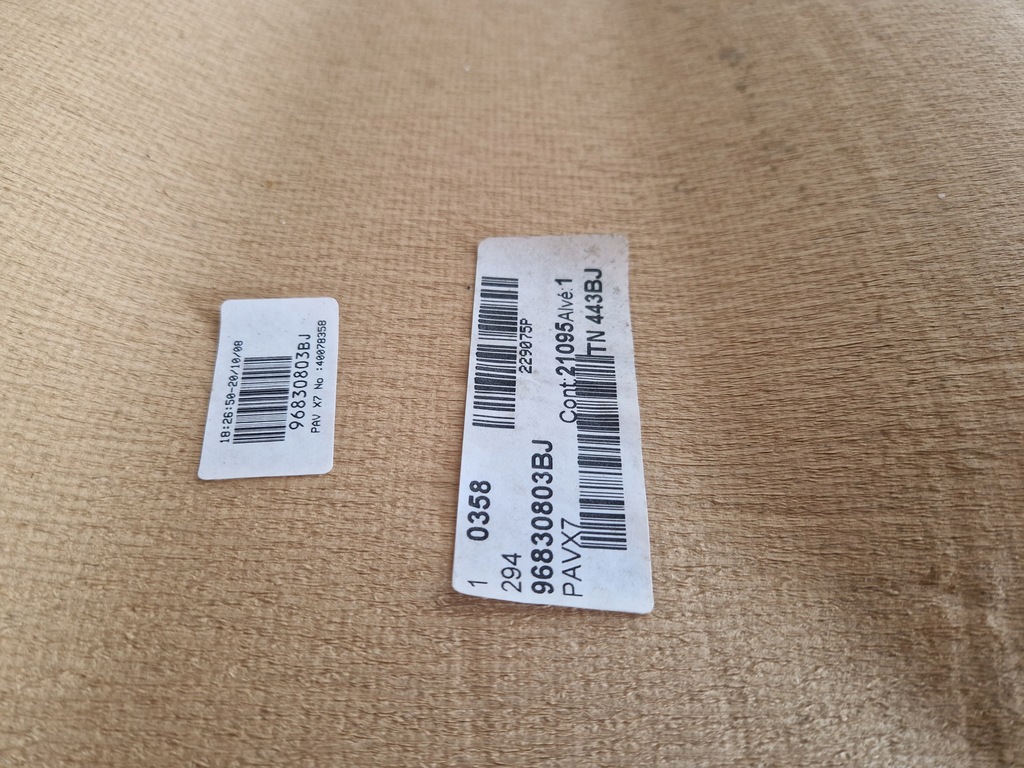 18:26:50-20/10/08
96830803BJ
PAV X7 No :40078358
1 0358
229075P
294
96830803BJ
Cont:21095Alvé:1
PAVX7
TN 443BJ